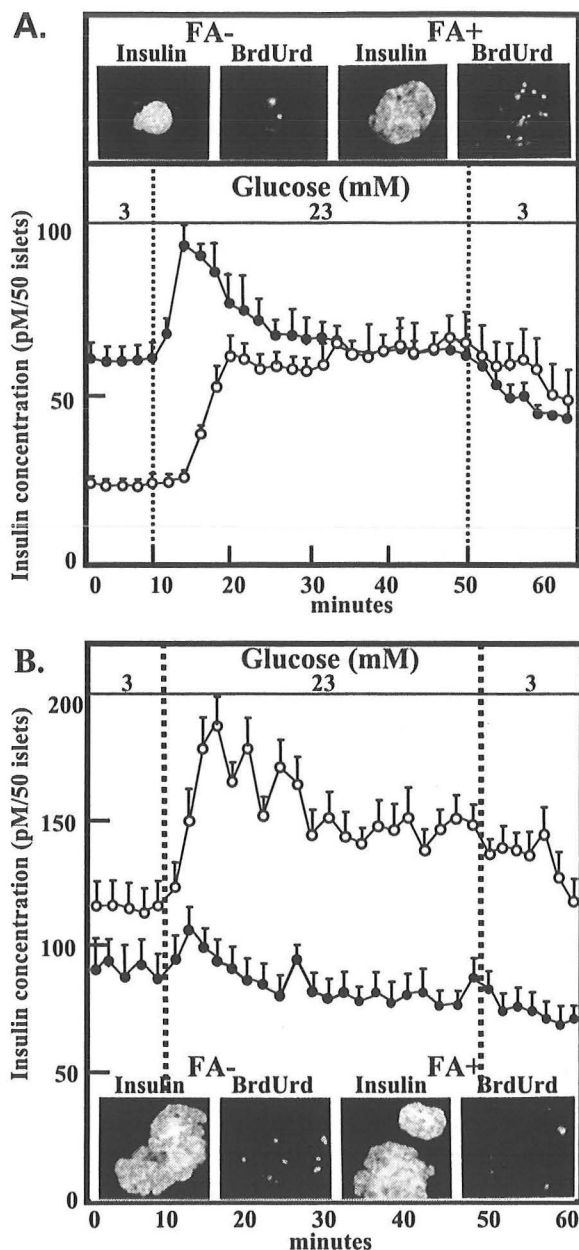 A.
FA- FA+
Insulin BrdUrd Insulin BrdUrd
Glucose (mM)
3 23 3
Insulin concentration (pM/50 islets)
100
50
0
0 10 20 30 40 50 60
minutes
B.
Glucose (mM)
3 23 3
Insulin concentration (pM/50 islets)
200
150
100
50
0
FA- FA+
Insulin BrdUrd Insulin BrdUrd
0 10 20 30 40 50 60
minutes